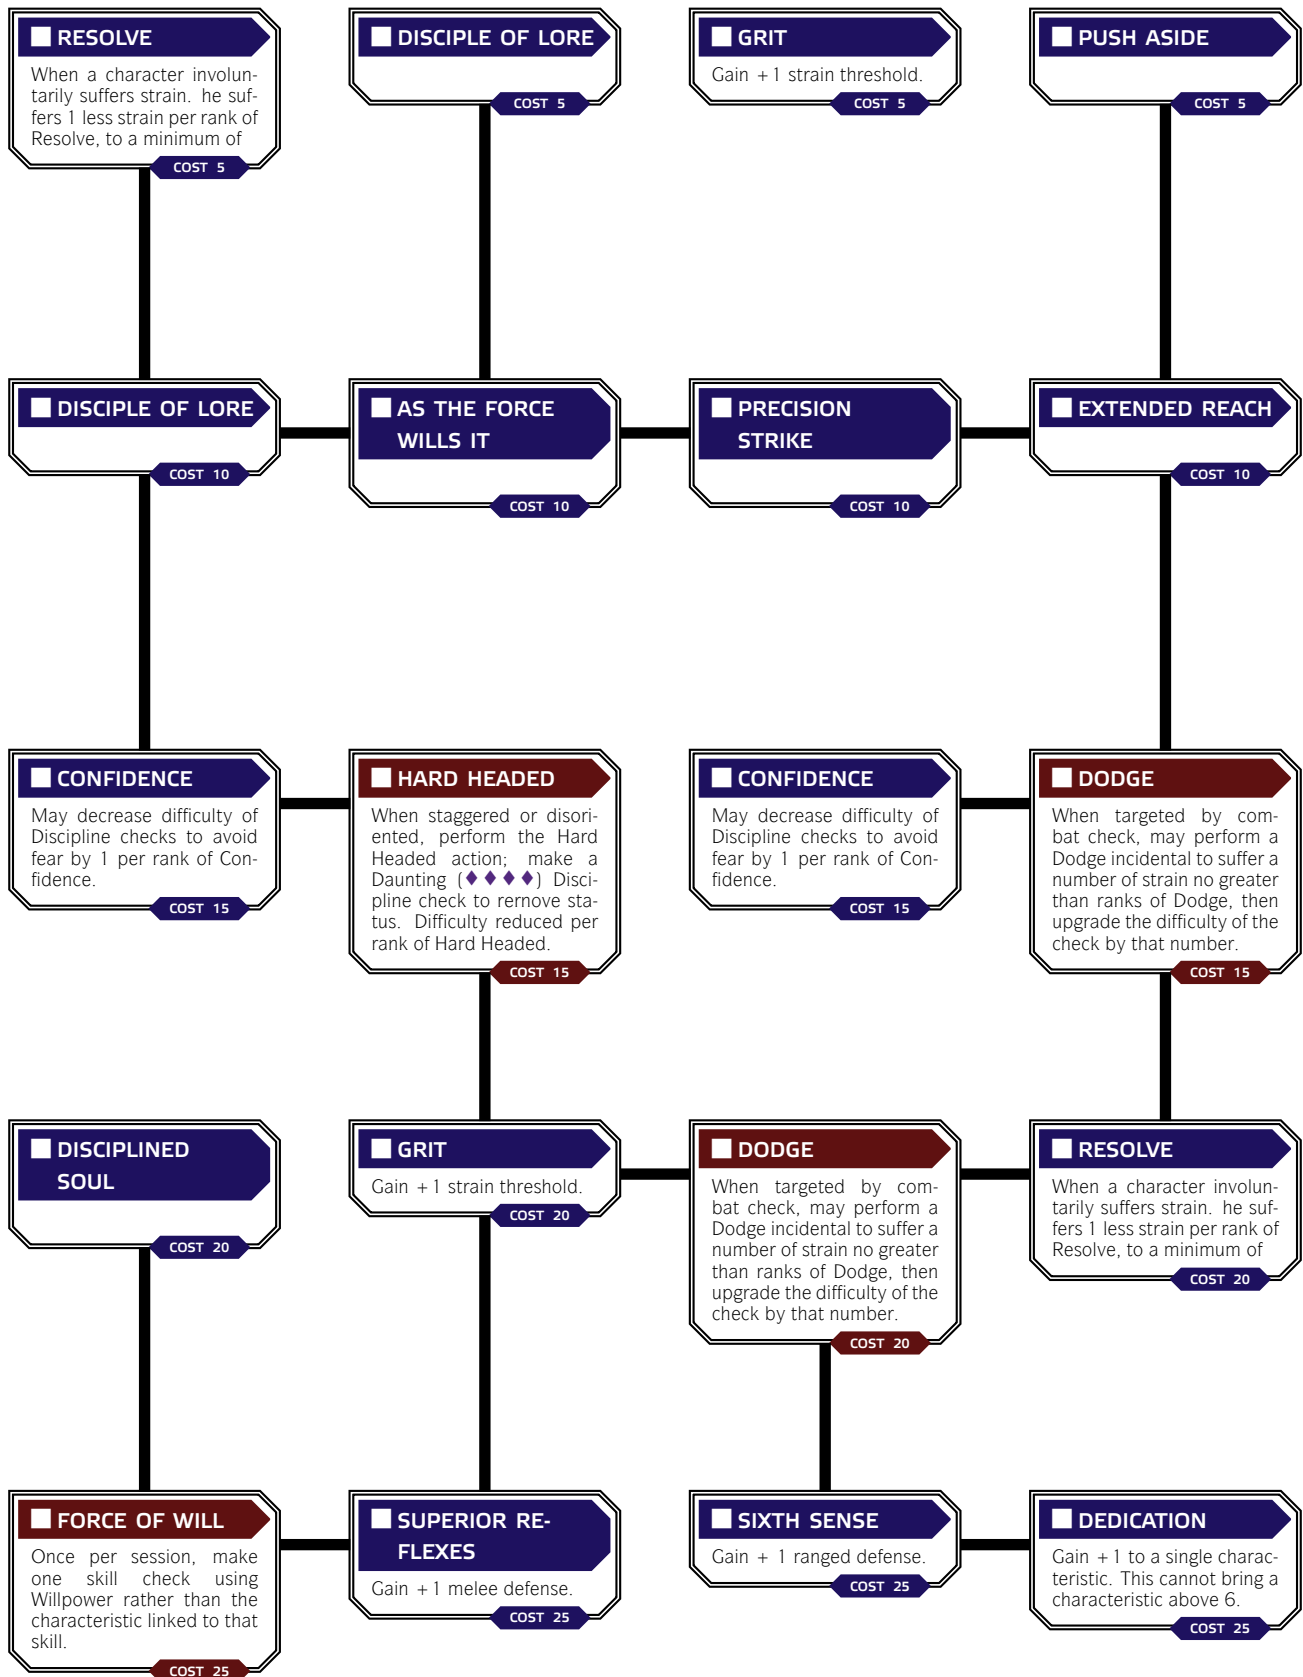 RESOLVE
When a character involun-
tarily suffers strain. he suf-
fers 1 less strain per rank of
Resolve, to a minimum of
COST 5
DISCIPLE OF LORE
COST 5
GRIT
Gain +1 strain threshold.
COST 5
PUSH ASIDE
COST 5
DISCIPLE OF LORE
COST 10
AS THE FORCE
WILLS IT
COST 10
PRECISION
STRIKE
COST 10
EXTENDED REACH
COST 10
CONFIDENCE
May decrease difficulty of
Discipline checks to avoid
fear by 1 per rank of Con-
fidence.
COST 15
HARD HEADED
When staggered or disori-
ented, perform the Hard
Headed action; make a
Daunting (♦♦♦♦) Disci-
pline check to rernove sta-
tus. Difficulty reduced per
rank of Hard Headed.
COST 15
CONFIDENCE
May decrease difficulty of
Discipline checks to avoid
fear by 1 per rank of Con-
fidence.
COST 15
DODGE
When targeted by com-
bat check, may perform a
Dodge incidental to suffer a
number of strain no greater
than ranks of Dodge, then
upgrade the difficulty of the
check by that number.
COST 15
DISCIPLINED
SOUL
COST 20
GRIT
Gain +1 strain threshold.
COST 20
DODGE
When targeted by com-
bat check, may perform a
Dodge incidental to suffer a
number of strain no greater
than ranks of Dodge, then
upgrade the difficulty of the
check by that number.
COST 20
RESOLVE
When a character involun-
tarily suffers strain. he suf-
fers 1 less strain per rank of
Resolve, to a minimum of
COST 20
FORCE OF WILL
Once per session, make
one skill check using
Willpower rather than the
characteristic linked to that
skill.
COST 25
SUPERIOR RE-
FLEXES
Gain +1 melee defense.
COST 25
SIXTH SENSE
Gain + 1 ranged defense.
COST 25
DEDICATION
Gain +1 to a single charac-
teristic. This cannot bring a
characteristic above 6.
COST 25